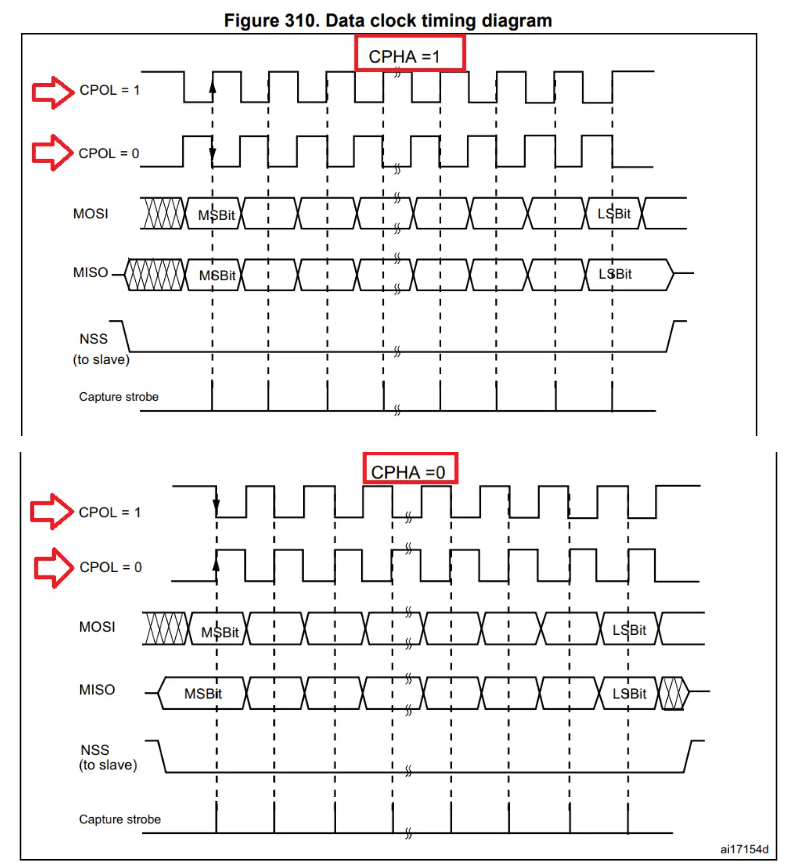 Figure 310. Data clock timing diagram
CPHA =1
CPOL = 1
CPOL = 0
MOSI
MSBit
LSBit
MISO
MSBit
LSBit
NSS
(to slave)
Capture strobe
CPHA =0
CPOL = 1
CPOL = 0
MOSI
MSBit
LSBit
MISO
MSBit
LSBit
NSS
(to slave)
Capture strobe
ai17154d